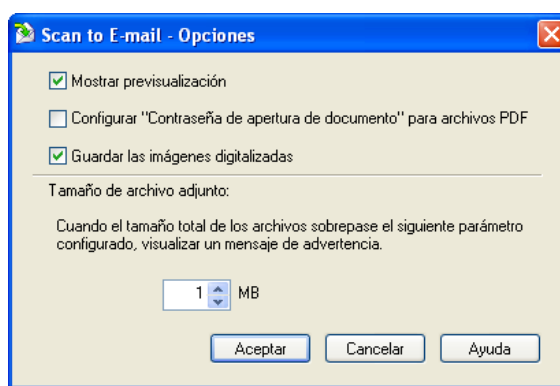 Scan to E-mail - Opciones
Mostrar previsualización
Configurar "Contraseña de apertura de documento" para archivos PDF
Guardar las imágenes digitalizadas
Tamaño de archivo adjunto:
Cuando el tamaño total de los archivos sobrepase el siguiente parámetro
configurado, visualizar un mensaje de advertencia.
1 MB
Aceptar Cancelar Ayuda